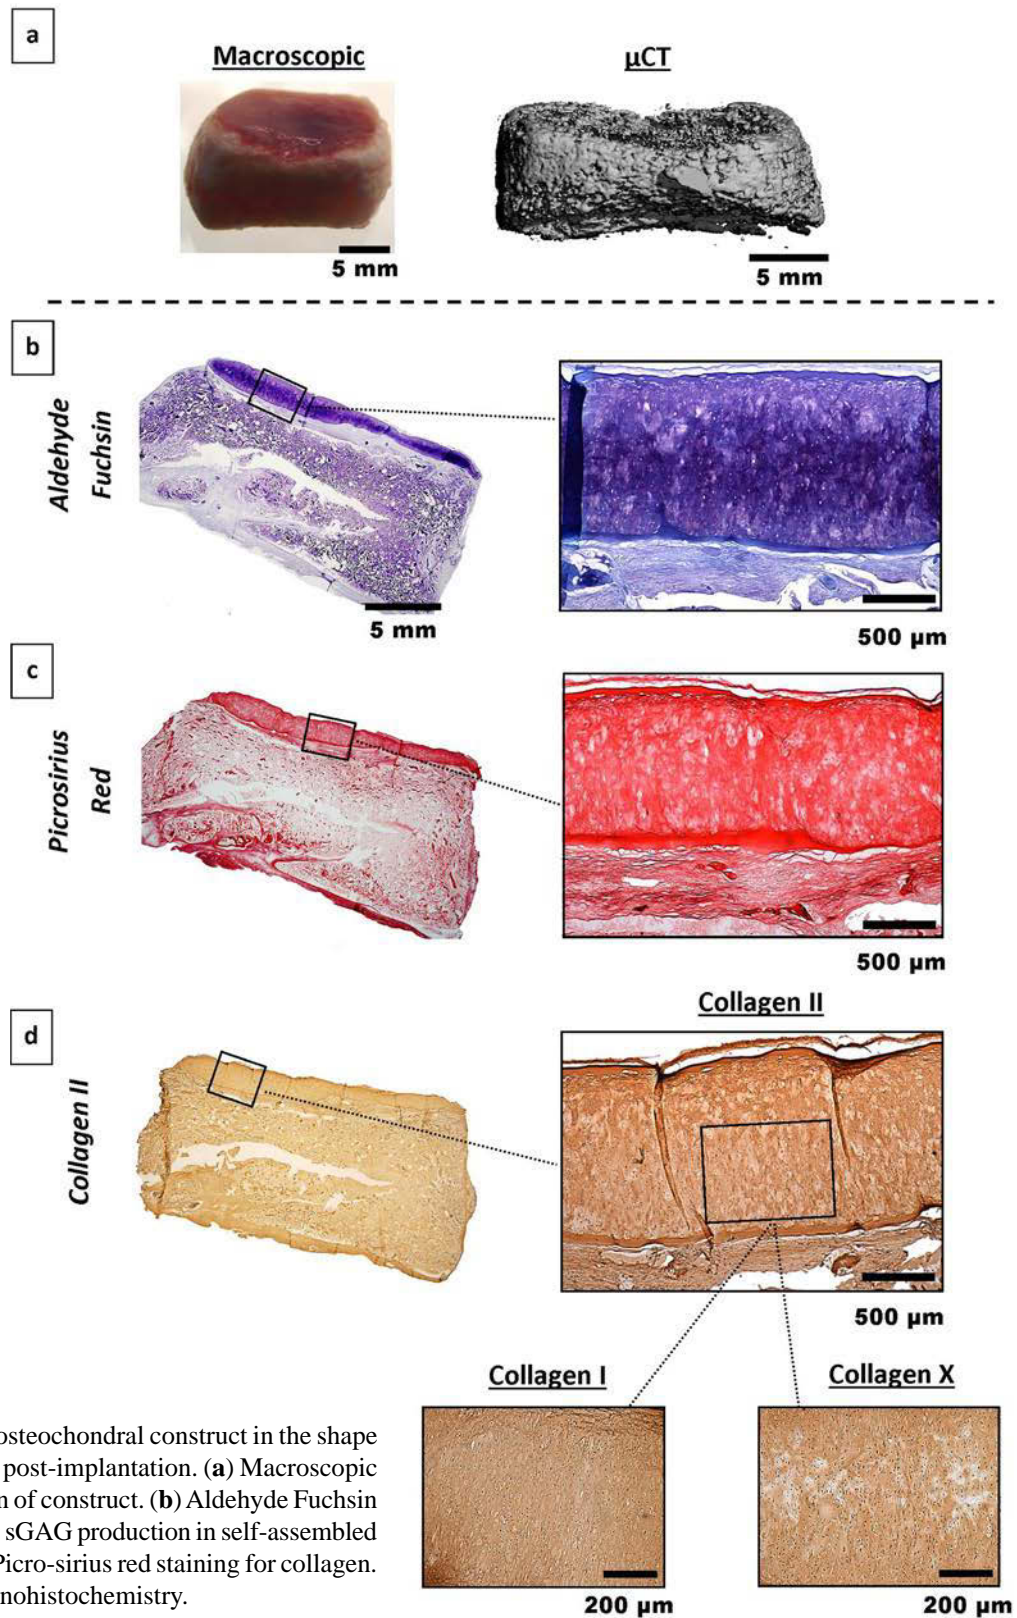 a
Macroscopic
µCT
5 mm
5 mm
b
Aldehyde
Fuchsin
5 mm
500 µm
c
Picrosirius
Red
500 µm
d
Collagen II
Collagen II
500 µm
Collagen I
Collagen X
osteochondral construct in the shape
post-implantation. (a) Macroscopic
n of construct. (b) Aldehyde Fuchsin
sGAG production in self-assembled
Picro-sirius red staining for collagen.
nohistochemistry.
200 µm
200 µm